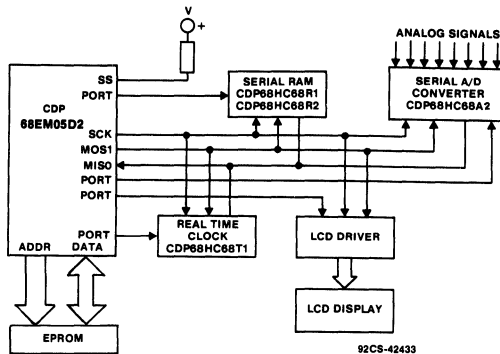 V
+
ANALOG SIGNALS
SS
PORT
SCK
MOS1
MIS0
PORT
PORT
PORT
CDP
68EM05D2
ADDR DATA
SERIAL RAM
CDP68HC68R1
CDP68HC68R2
SERIAL A/D
CONVERTER
CDP68HC68A2
REAL TIME
CLOCK
CDP68HC68T1
LCD DRIVER
LCD DISPLAY
EPROM
92CS-42433